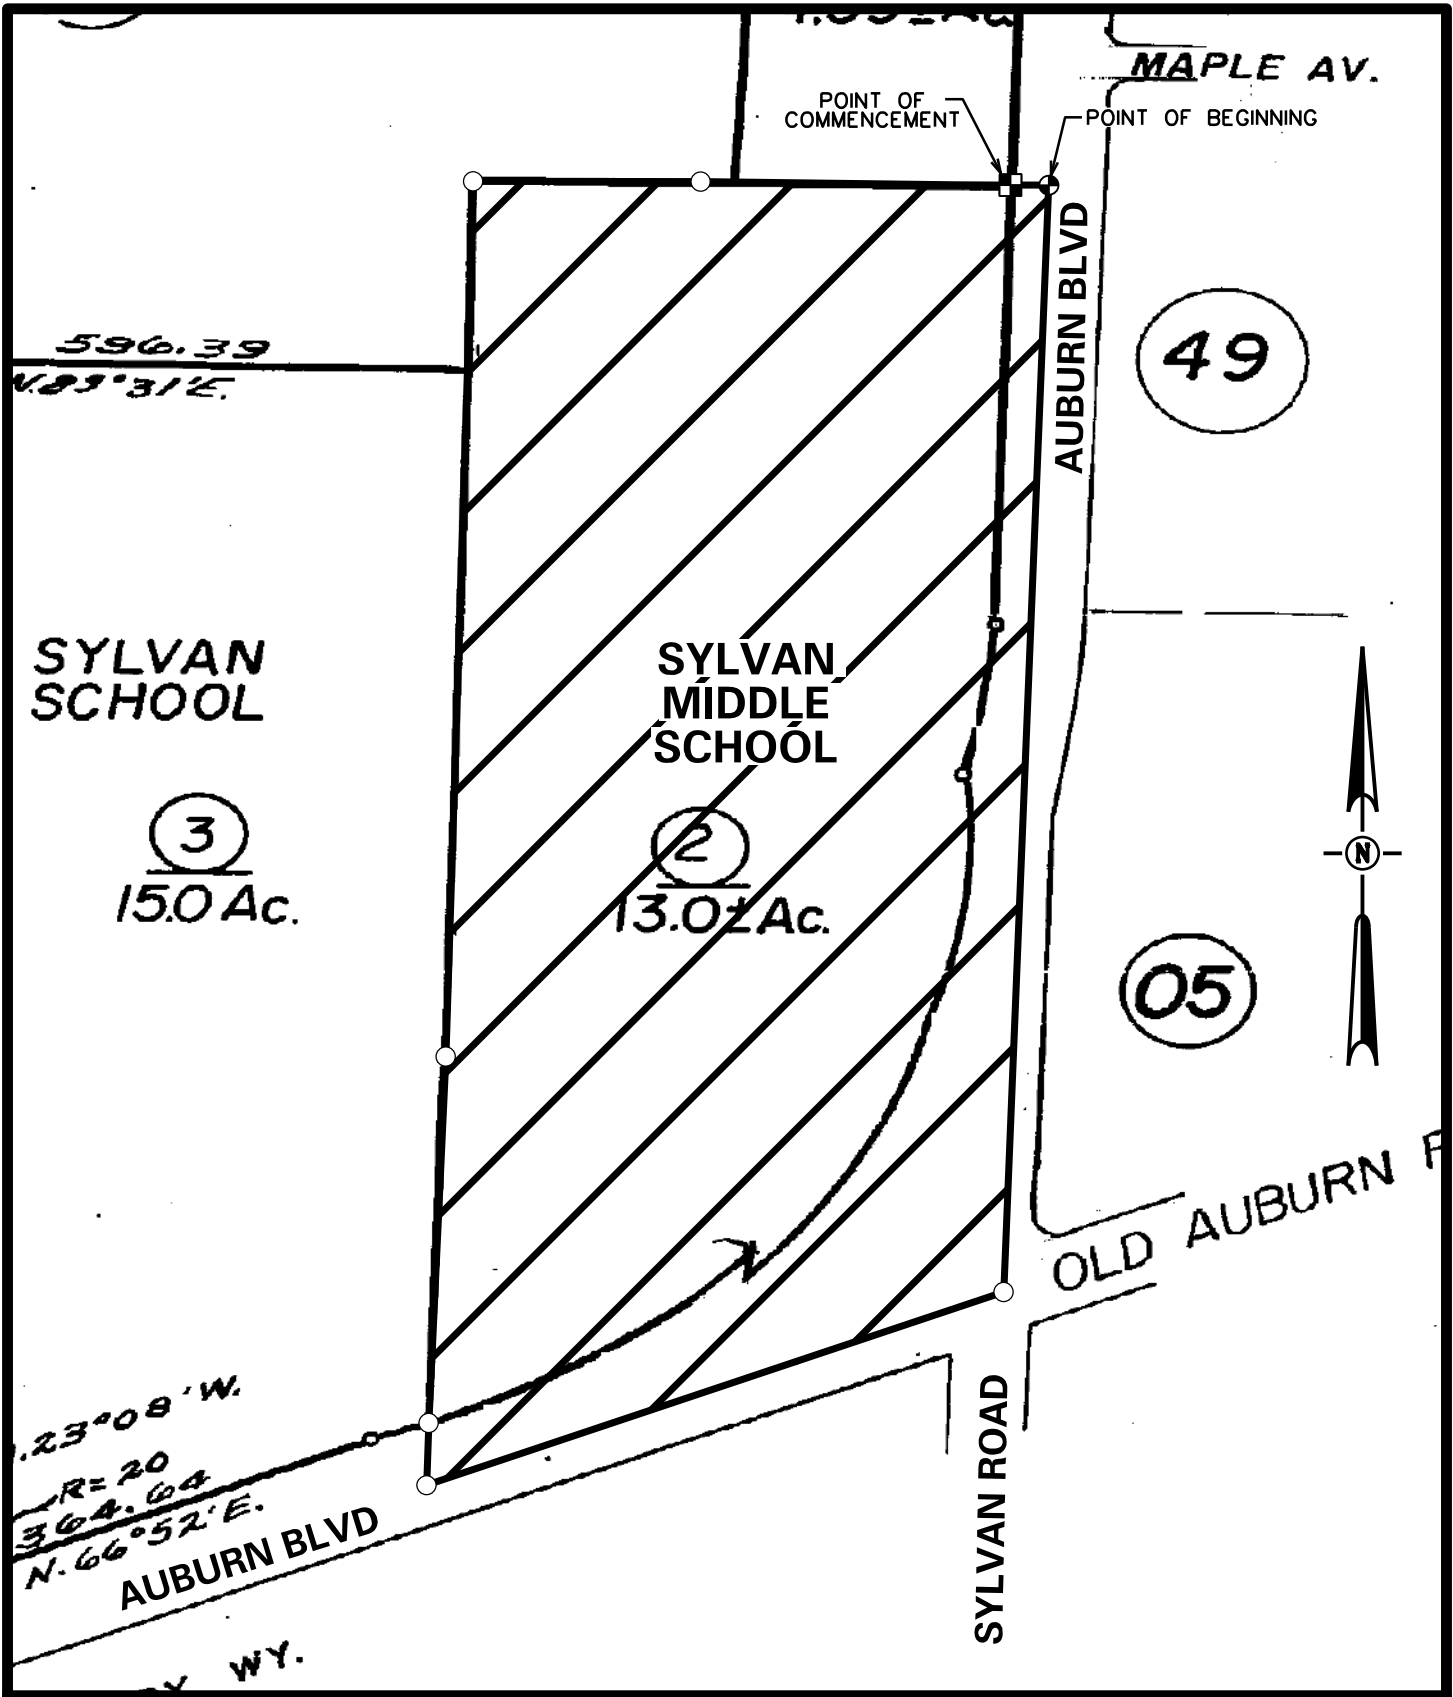 MAPLE AV.
POINT OF
COMMENCEMENT
POINT OF BEGINNING
AUBURN BLVD
596.39
N.89°31'E.
49
SYLVAN
SCHOOL
SYLVAN
MIDDLE
SCHOOL
3
15.0 Ac.
2
13.0±Ac.
N
05
OLD AUBURN
.23°08'W.
R=20
364.64
N.66°52'E.
AUBURN BLVD
SYLVAN ROAD
WY.